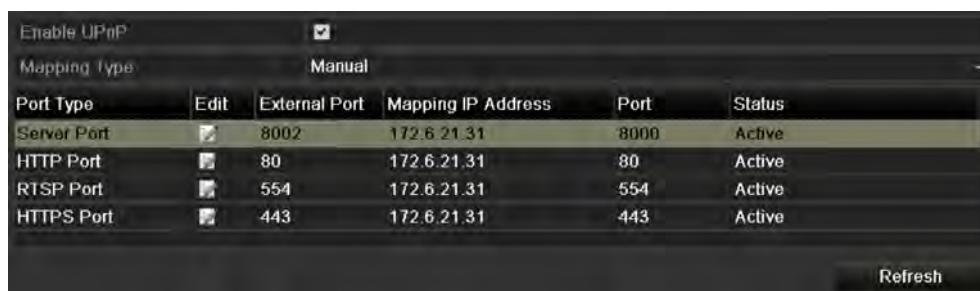 Enable UPnP
Mapping Type Manual
Port Type Edit External Port Mapping IP Address Port Status
Server Port 8002 172.6.21.31 8000 Active
HTTP Port 80 172.6.21.31 80 Active
RTSP Port 554 172.6.21.31 554 Active
HTTPS Port 443 172.6.21.31 443 Active
Refresh